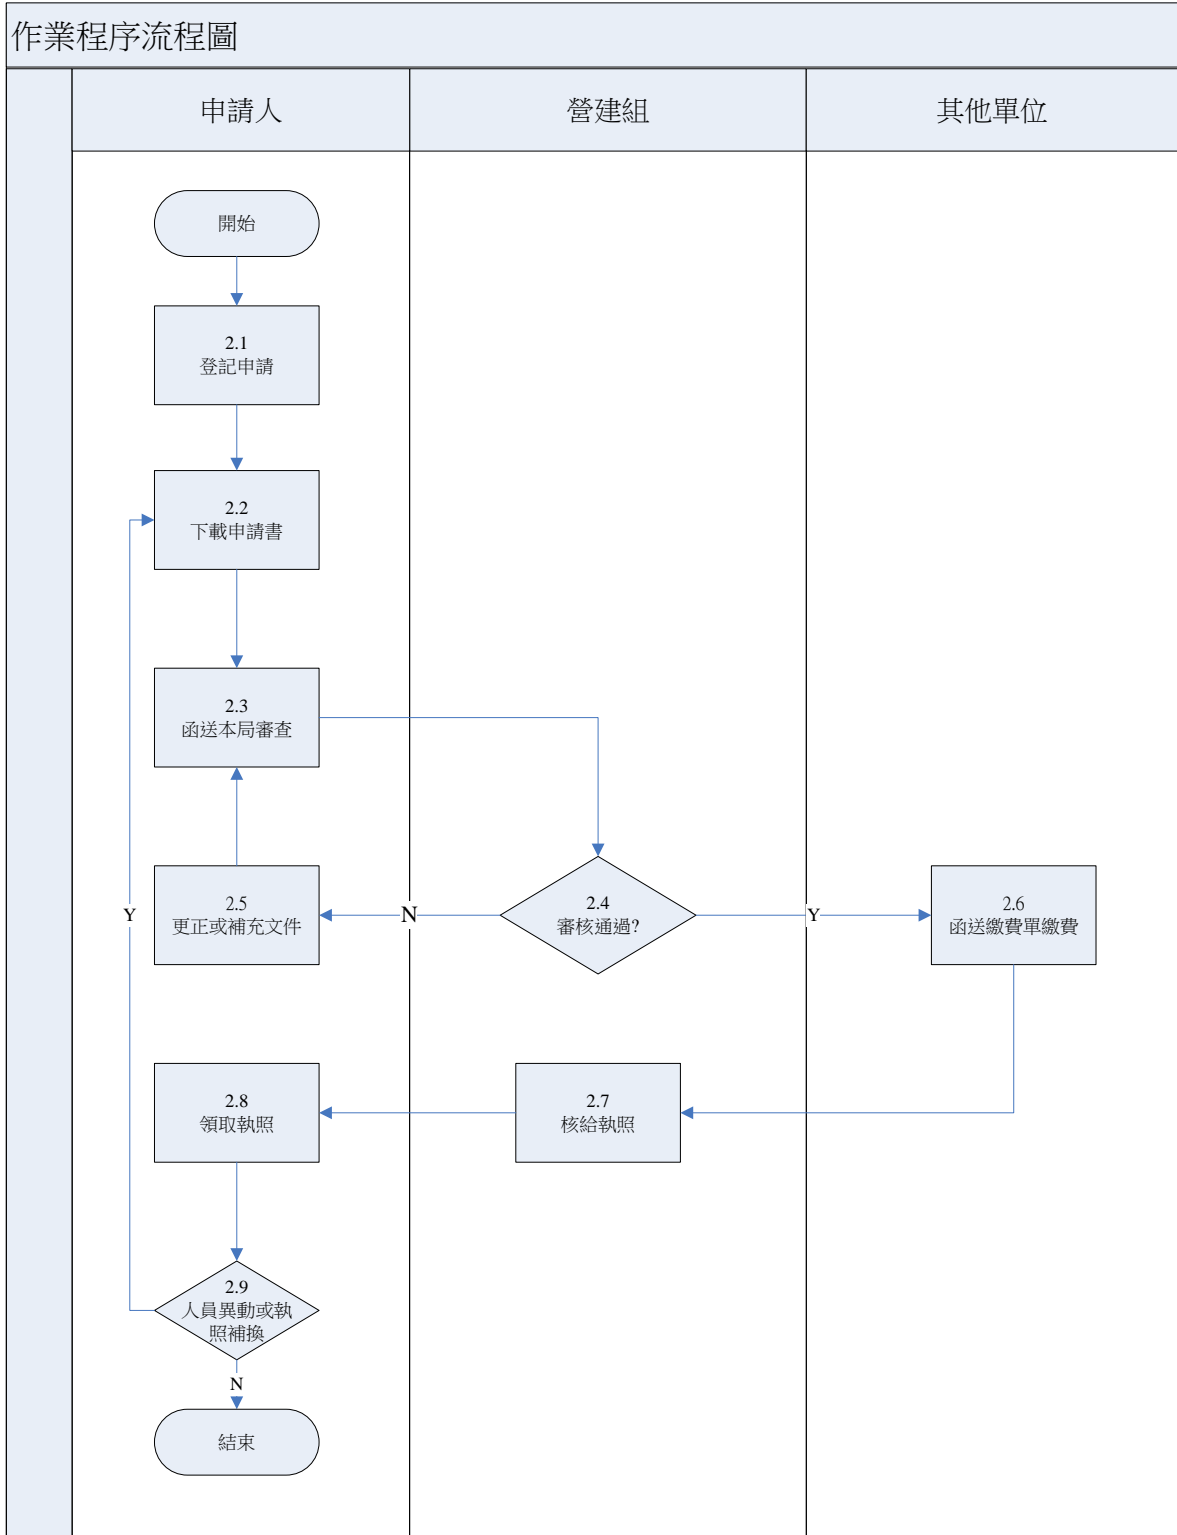 作業程序流程圖
申請人
營建組
其他單位
開始
2.1
登記申請
2.2
下載申請書
2.3
函送本局審查
2.4
審核通過?
N
Y
2.5
更正或補充文件
2.6
函送繳費單繳費
Y
2.7
核給執照
2.8
領取執照
2.9
人員異動或執
照補換
N
結束